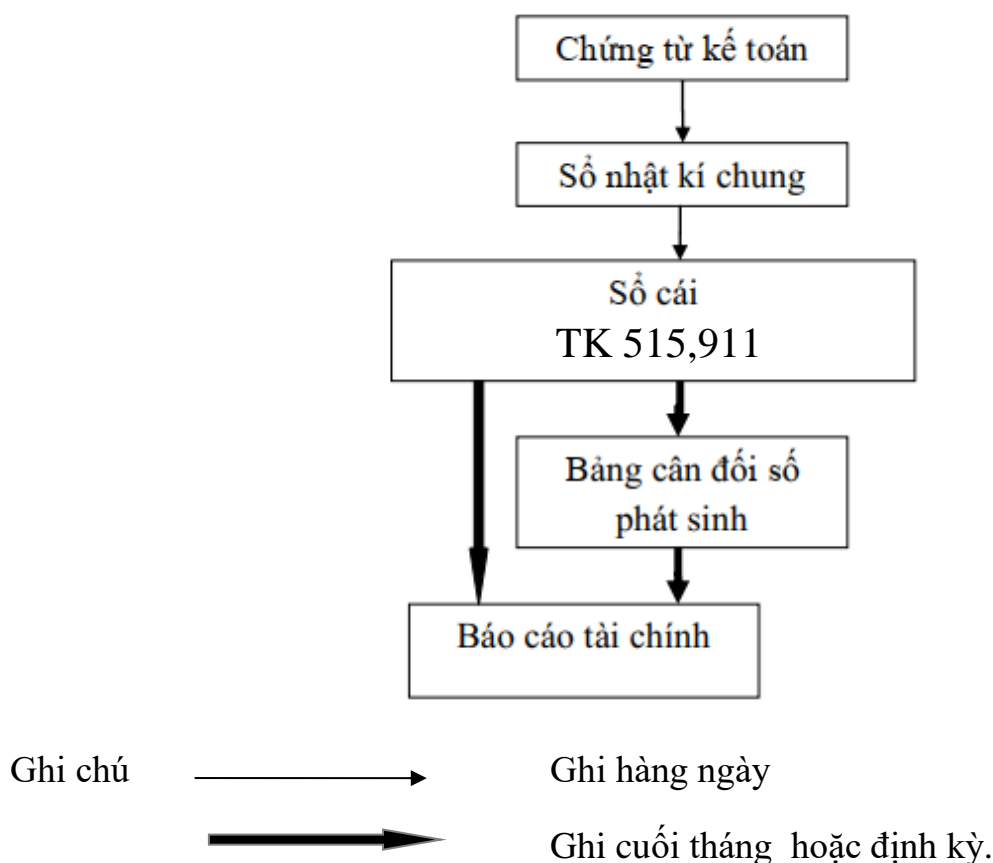 Chứng từ kế toán
Sổ nhật kí chung
Sổ cái
TK 515,911
Bảng cân đối số
phát sinh
Báo cáo tài chính
Ghi chú
Ghi hàng ngày
Ghi cuối tháng hoặc định kỳ.